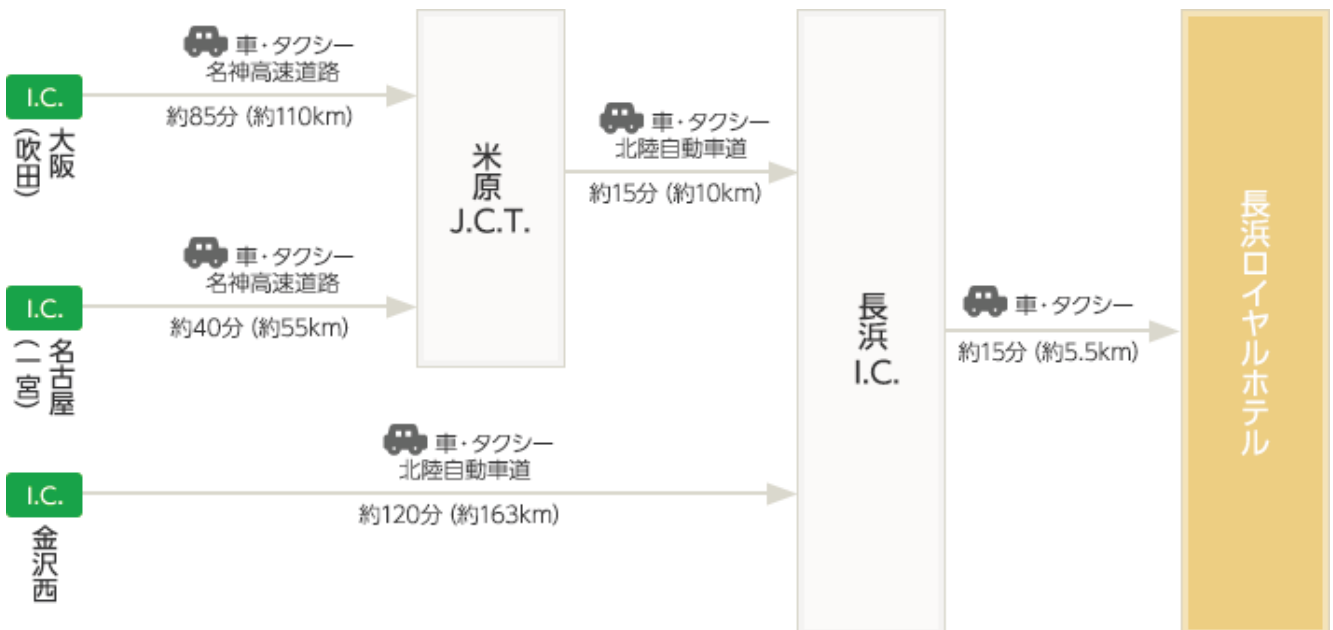 I.C.
大阪
(吹田)
車・タクシー
名神高速道路
約85分 (約110km)
I.C.
名古屋
(一宮)
車・タクシー
名神高速道路
約40分 (約55km)
米原
J.C.T.
車・タクシー
北陸自動車道
約15分 (約10km)
I.C.
金沢西
車・タクシー
北陸自動車道
約120分 (約163km)
長浜
I.C.
車・タクシー
約15分 (約5.5km)
長浜ロイヤルホテル